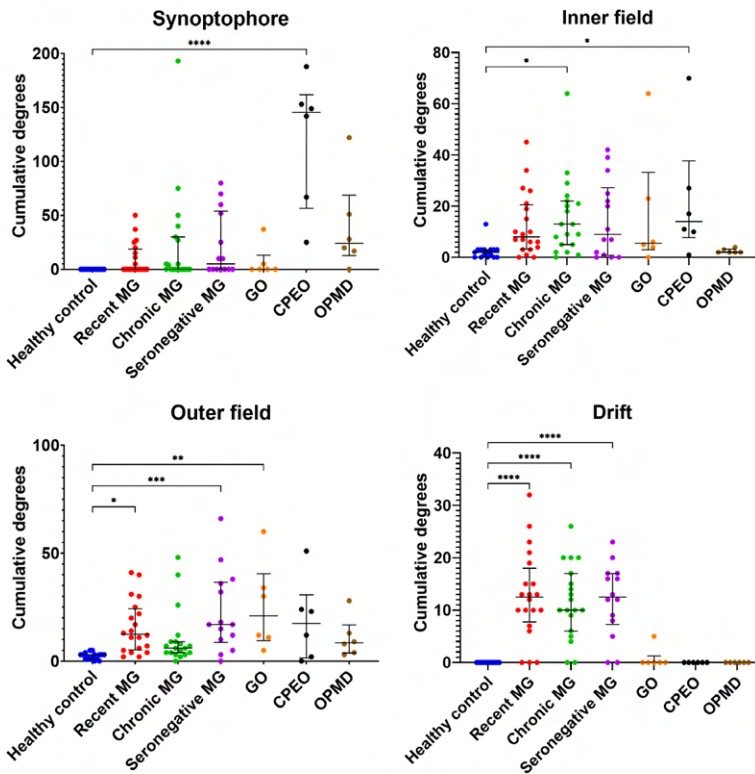 Synoptophore
Cumulative degrees
200
150
100
50
0
****
Healthy control
Recent MG
Chronic MG
Seronegative MG
GO
CPEO
OPMD
Inner field
Cumulative degrees
80
60
40
20
0
*
*
Healthy control
Recent MG
Chronic MG
Seronegative MG
GO
CPEO
OPMD
Outer field
Cumulative degrees
100
50
0
**
***
*
Healthy control
Recent MG
Chronic MG
Seronegative MG
GO
CPEO
OPMD
Drift
Cumulative degrees
40
30
20
10
0
****
****
****
Healthy control
Recent MG
Chronic MG
Seronegative MG
GO
CPEO
OPMD